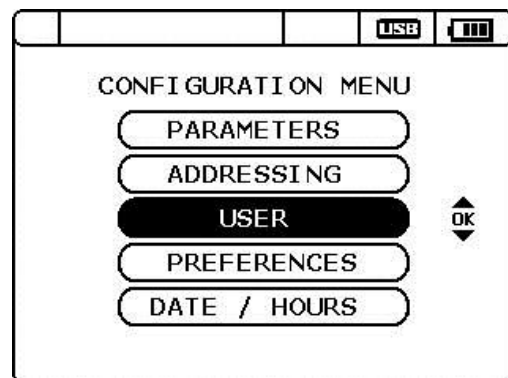 USB
CONFIGURATION MENU
PARAMETERS
ADDRESSING
USER
OK
PREFERENCES
DATE / HOURS